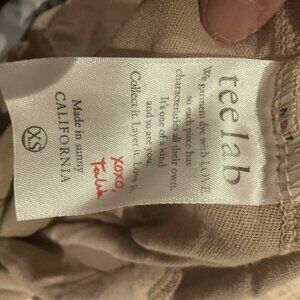 teelab
We garment dye with LOVE
so each piece has
characteristics all their own.
It's one of a kind
and so are you.
Collect it. Layer it. Love it.
XOXO,
Teelab
Made in sunny
CALIFORNIA
XS